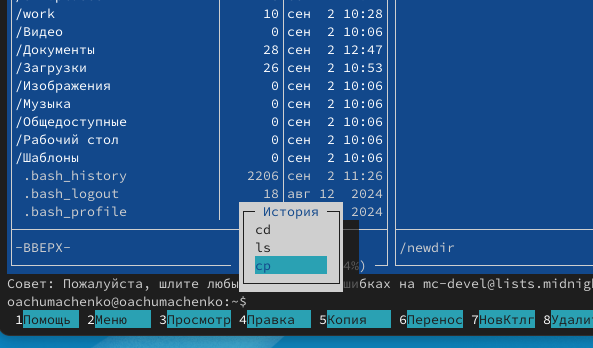 /work 10 сен 2 10:28
/Видео 0 сен 2 10:06
/Документы 28 сен 2 12:47
/Загрузки 26 сен 2 10:53
/Изображения 0 сен 2 10:06
/Музыка 0 сен 2 10:06
/Общедоступные 0 сен 2 10:06
/Рабочий стол 0 сен 2 10:06
/Шаблоны 0 сен 2 10:06
.bash_history 2206 сен 2 11:26
.bash_logout 18 авг 12 2024
.bash_profile 2024
История
cd
ls
cp
-ВВЕРХ- 4%) /newdir
Совет: Пожалуйста, шлите любы ибках на mc-devel@lists.midnigh
oachumachenko@oachumachenko:~$
1Помощь 2Меню 3Просмотр 4Правка 5Копия 6Перенос 7НовКтлг 8Удали